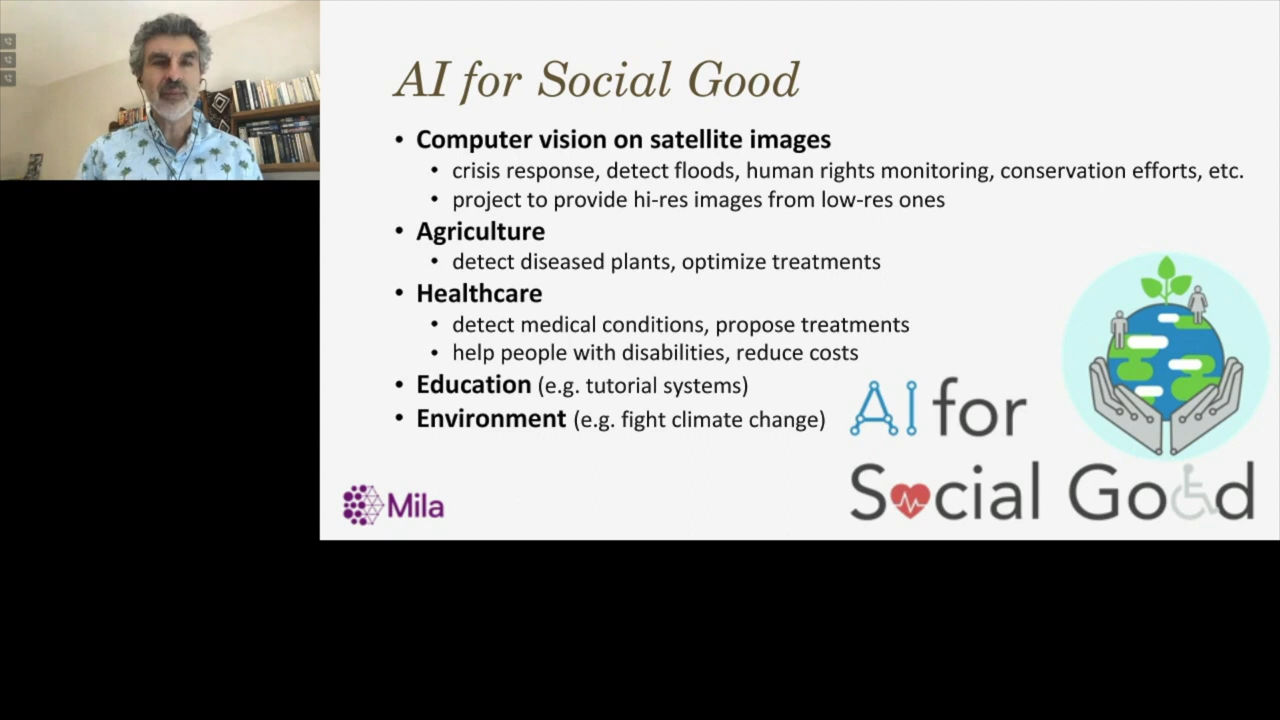 AI for Social Good
• Computer vision on satellite images
• crisis response, detect floods, human rights monitoring, conservation efforts, etc.
• project to provide hi-res images from low-res ones
• Agriculture
• detect diseased plants, optimize treatments
• Healthcare
• detect medical conditions, propose treatments
• help people with disabilities, reduce costs
• Education (e.g. tutorial systems)
• Environment (e.g. fight climate change)
AI for
Social Good
Mila